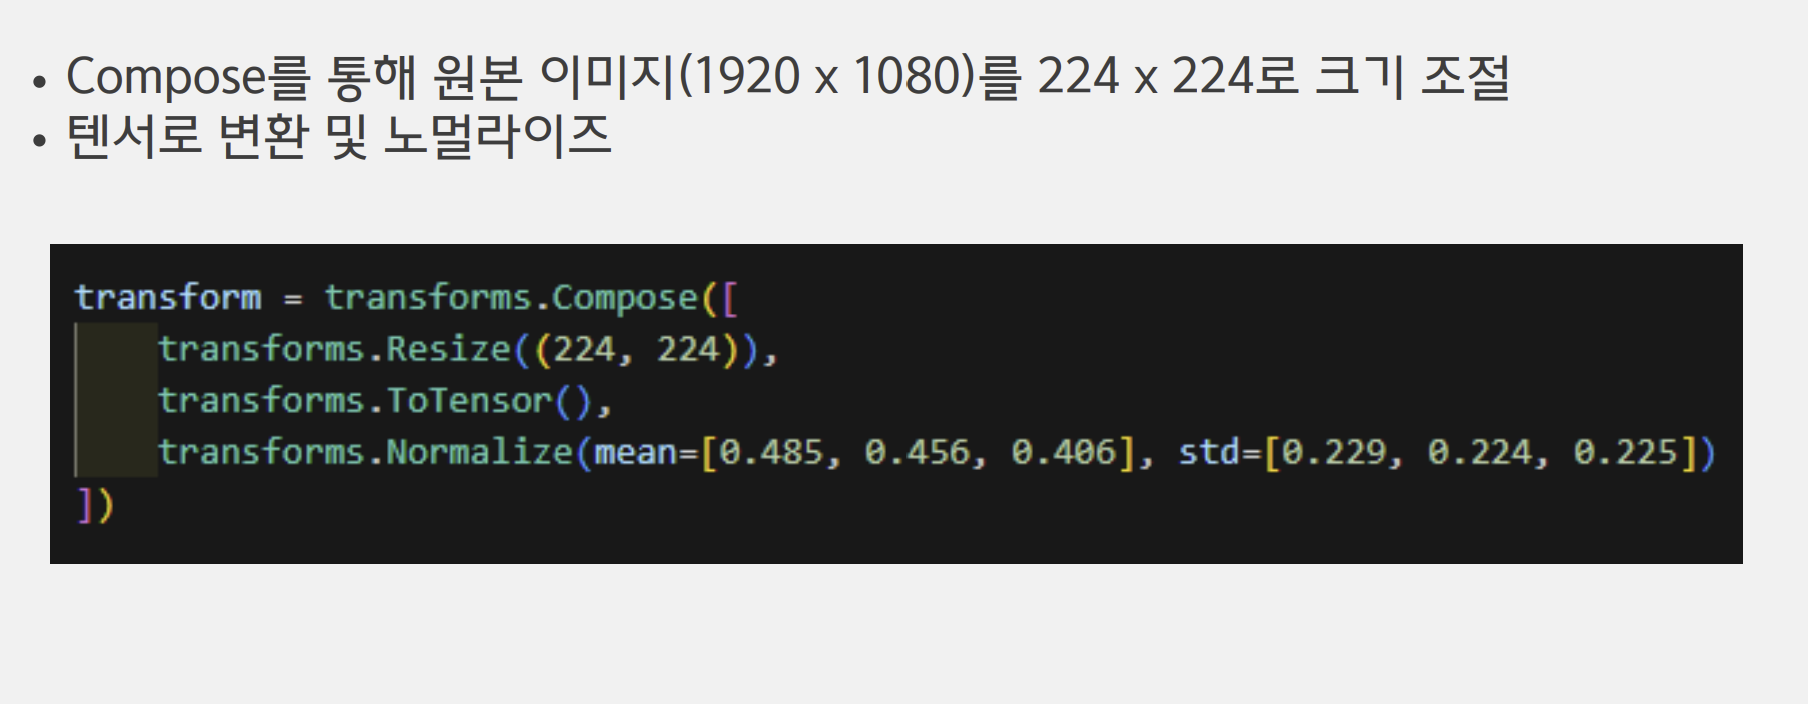 • Compose를 통해 원본 이미지(1920 x 1080)를 224 x 224로 크기 조절
• 텐서로 변환 및 노멀라이즈
transform = transforms.Compose([
    transforms.Resize((224, 224)),
    transforms.ToTensor(),
    transforms.Normalize(mean=[0.485, 0.456, 0.406], std=[0.229, 0.224, 0.225])
])